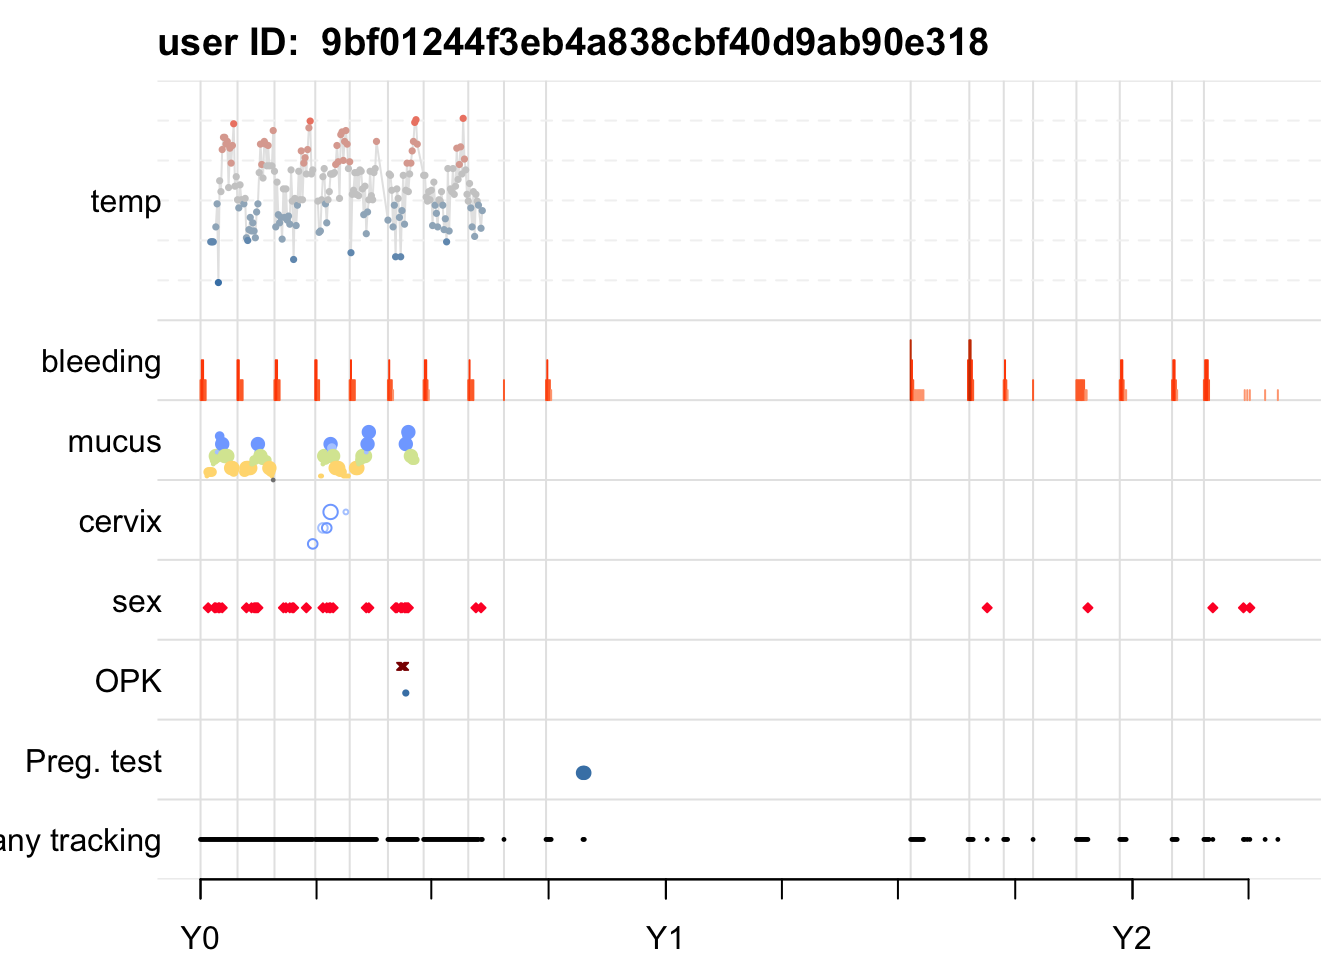 user ID:  9bf01244f3eb4a838cbf40d9ab90e318
temp
bleeding
mucus
cervix
sex
OPK
Preg. test
any tracking
Y0 Y1 Y2